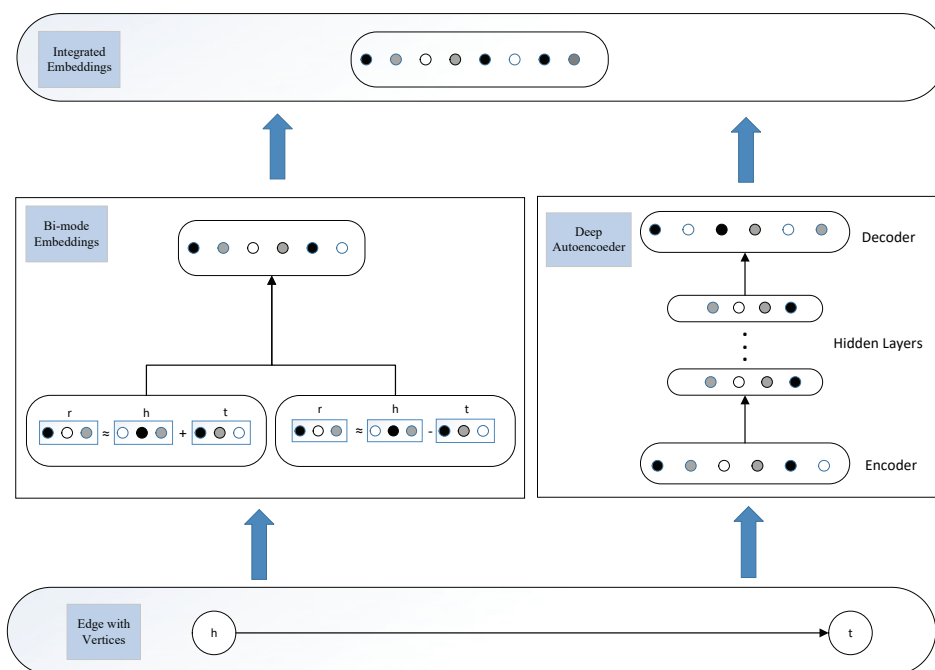 Integrated
Embeddings
Bi-mode
Embeddings
r h t
≈ +
r h t
≈ -
Deep
Autoencoeder
Decoder
Hidden Layers
Encoder
Edge with
Vertices
h
t